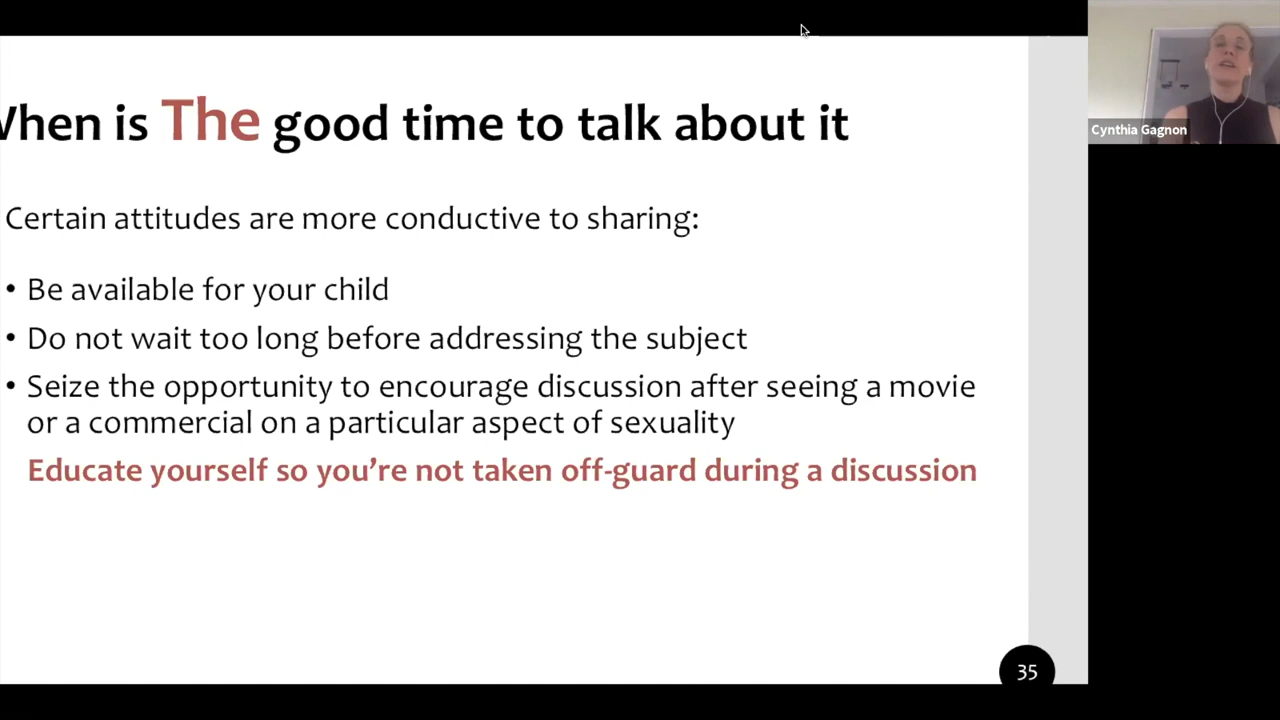 When is The good time to talk about it
Cynthia Gagnon
Certain attitudes are more conductive to sharing:
• Be available for your child
• Do not wait too long before addressing the subject
• Seize the opportunity to encourage discussion after seeing a movie
or a commercial on a particular aspect of sexuality
Educate yourself so you’re not taken off-guard during a discussion
35